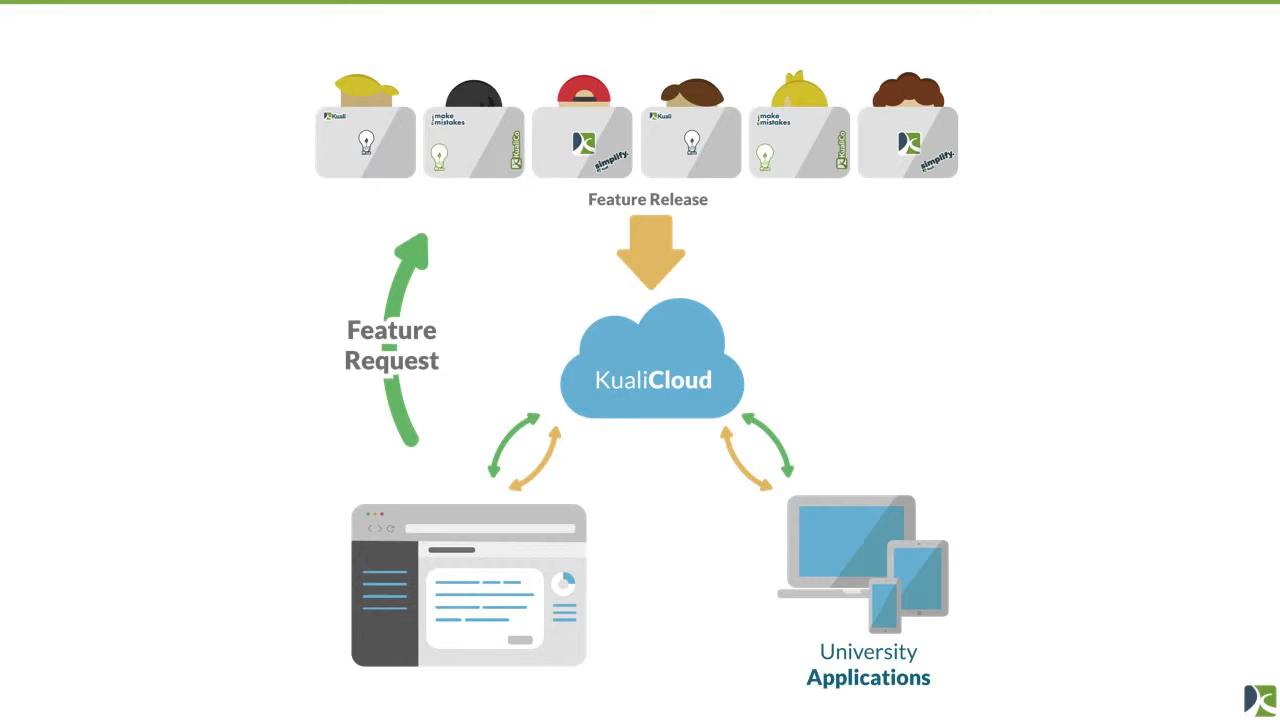 Kuali
make
mistakes
KualiCo
simplify.
Kuali
make
mistakes
KualiCo
simplify.
Feature Release
Feature
Request
KualiCloud
University
Applications